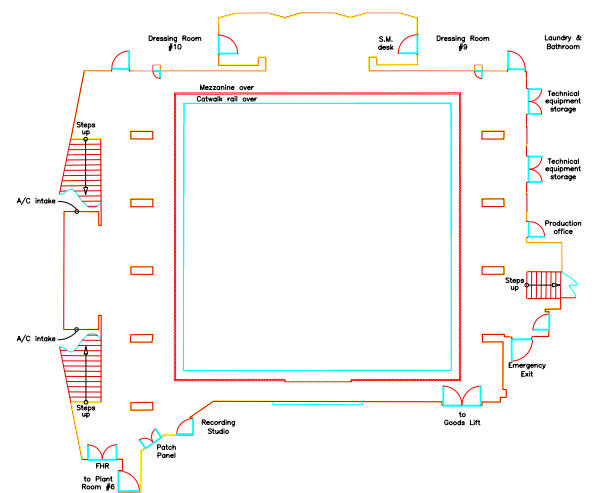 Dressing Room
#10
S.M.
desk
Dressing Room
#9
Laundry &
Bathroom
Mezzanine over
Catwalk rail over
Technical
equipment
storage
Steps
up
Technical
equipment
storage
A/C intake
Production
office
Steps
up
A/C intake
Emergency
Exit
Steps
up
to
Goods Lift
Recording
Studio
Patch
Panel
FHR
to Plant
Room #6